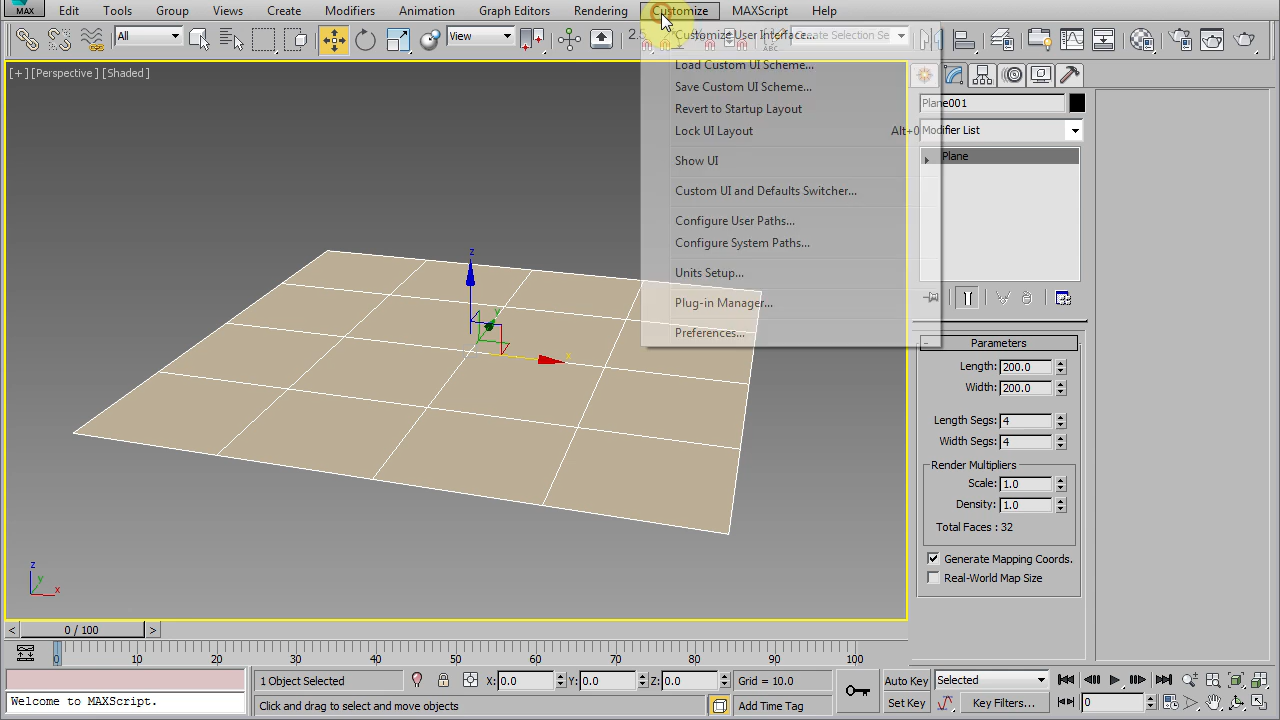 MAX
Edit Tools Group Views Create Modifiers Animation Graph Editors Rendering Customize MAXScript Help
All
View
2.5
Customize User Interface...
Create Selection Se
ABC
Load Custom UI Scheme...
Save Custom UI Scheme...
Revert to Startup Layout
Lock UI Layout Alt+0
Show UI
Custom UI and Defaults Switcher...
Configure User Paths...
Configure System Paths...
Units Setup...
Plug-in Manager...
Preferences...
[+] [Perspective] [Shaded]
z
y
x
z
y
x
Plane001
Modifier List
Plane
- Parameters
Length: 200.0
Width: 200.0
Length Segs: 4
Width Segs: 4
Render Multipliers
Scale: 1.0
Density: 1.0
Total Faces : 32
Generate Mapping Coords.
Real-World Map Size
< 0 / 100 >
0 10 20 30 40 50 60 70 80 90 100
Welcome to MAXScript.
1 Object Selected
X: 0.0 Y: 0.0 Z: 0.0
Grid = 10.0
Click and drag to select and move objects
Add Time Tag
Auto Key
Selected
Set Key
Key Filters...
0